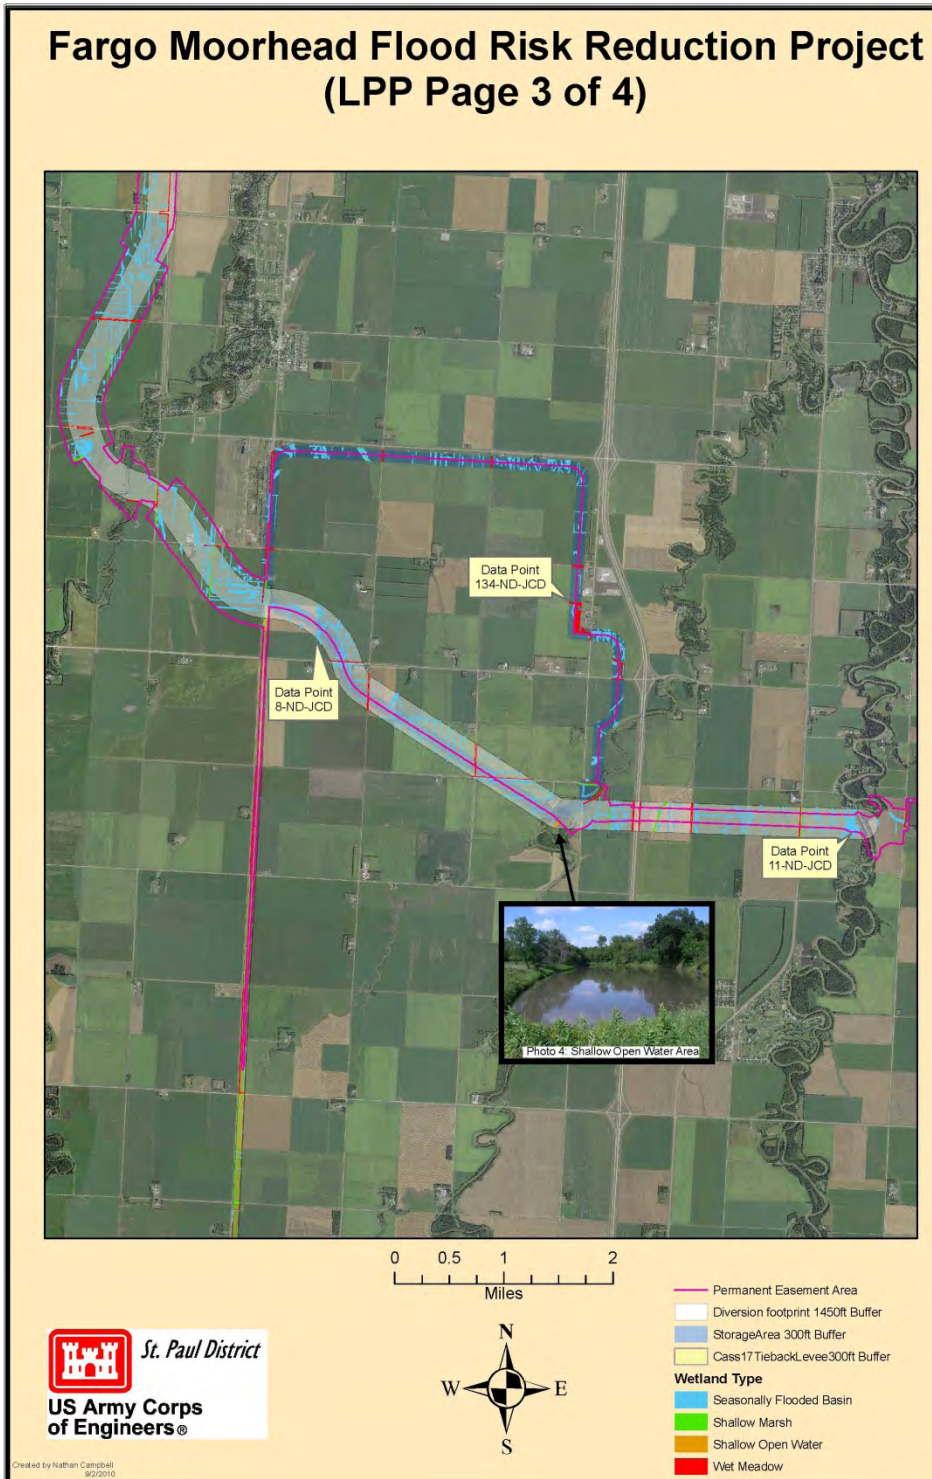 Fargo Moorhead Flood Risk Reduction Project
(LPP Page 3 of 4)
Data Point
134-ND-JCD
Data Point
8-ND-JCD
Data Point
11-ND-JCD
Photo 4: Shallow Open Water Area
0 0.5 1 2
Miles
N
W E
S
St. Paul District
US Army Corps
of Engineers®
Permanent Easement Area
Diversion footprint 1450ft Buffer
StorageArea 300ft Buffer
Cass17TiebackLevee300ft Buffer
Wetland Type
Seasonally Flooded Basin
Shallow Marsh
Shallow Open Water
Wet Meadow
Created by Nathan Campbell
9/2/2010